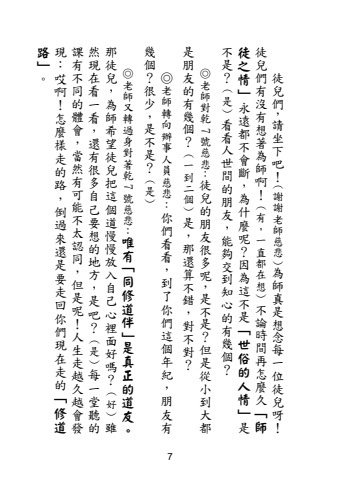 徒兒們，請坐下吧！（謝謝老師慈悲）為師真是想念每一位徒兒呀！
徒兒們有沒有想著為師啊！（有，一直都在想）不論時間再怎麼久「師
徒之情」永遠都不會斷，為什麼呢？因為這不是「世俗的人情」是
不是？（是）看看人世間的朋友，能夠交到知心的有幾個？
◎老師對乾7號慈悲：徒兒的朋友很多呢，是不是？但是從小到大都
是朋友的有幾個？（一到二個）是，那還算不錯，對不對？
◎老師轉向辦事人員慈悲：你們看看，到了你們這個年紀，朋友有
幾個？很少，是不是？（是）
◎老師又轉過身對著乾7號慈悲：唯有「同修道伴」是真正的道友。
那徒兒，為師希望徒兒把這個道慢慢放入自己心裡面好嗎？（好）雖
然現在看一看，還有很多自己要想的地方，是吧？（是）每一堂聽的
課有不同的體會，當然有可能不太認同，但是呢！人生走越久越會發
現：哎啊！怎麼樣走的路，倒過來還是要走回你們現在走的「修道
路」。
7